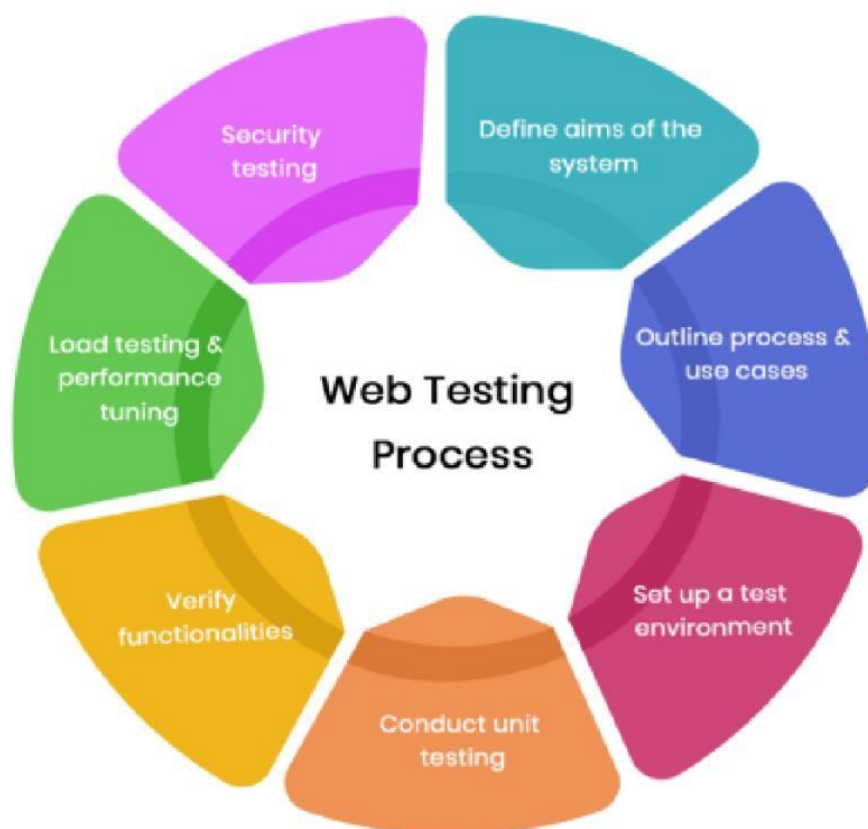 Web Testing
Process
Define aims of the
system
Outline process &
use cases
Set up a test
environment
Conduct unit
testing
Verify
functionalities
Load testing &
performance
tuning
Security
testing